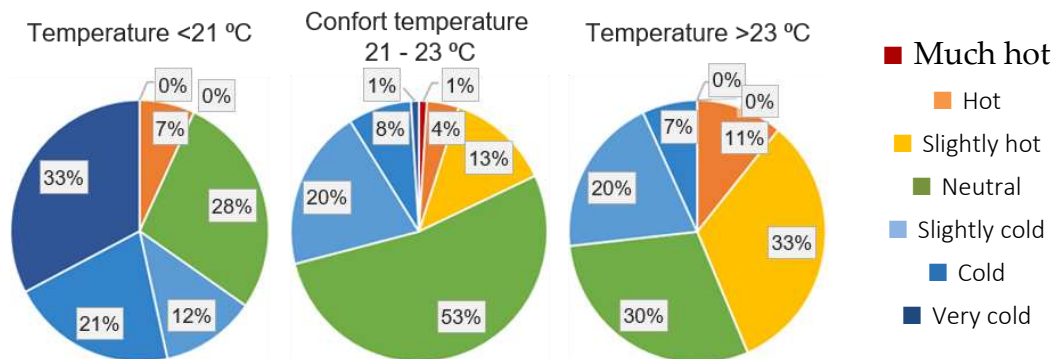 Temperature <21 ºC
0%
0%
7%
28%
12%
21%
33%
Confort temperature
21 - 23 ºC
1%
1%
4%
13%
53%
20%
8%
Temperature >23 ºC
0%
0%
11%
33%
30%
20%
7%
Much hot
Hot
Slightly hot
Neutral
Slightly cold
Cold
Very cold